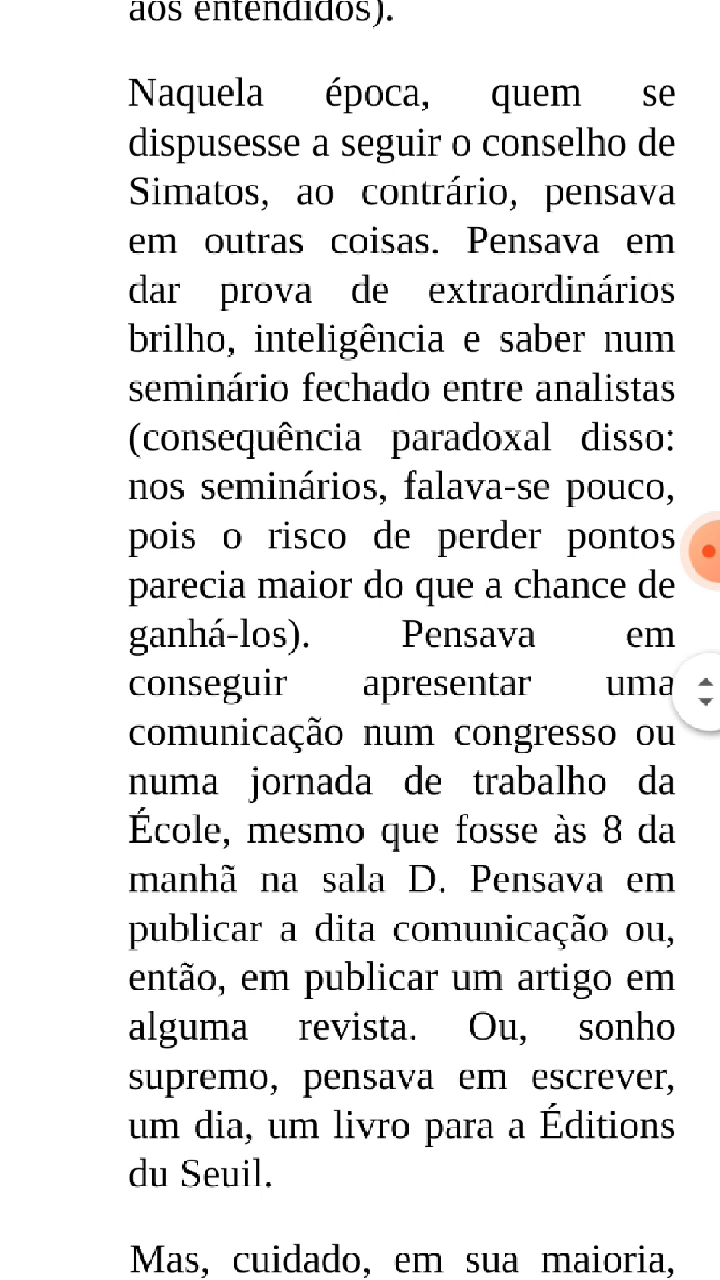 aos entendidos).
Naquela época, quem se
dispusesse a seguir o conselho de
Simatos, ao contrário, pensava
em outras coisas. Pensava em
dar prova de extraordinários
brilho, inteligência e saber num
seminário fechado entre analistas
(consequência paradoxal disso:
nos seminários, falava-se pouco,
pois o risco de perder pontos
parecia maior do que a chance de
ganhá-los). Pensava em
conseguir apresentar uma
comunicação num congresso ou
numa jornada de trabalho da
École, mesmo que fosse às 8 da
manhã na sala D. Pensava em
publicar a dita comunicação ou,
então, em publicar um artigo em
alguma revista. Ou, sonho
supremo, pensava em escrever,
um dia, um livro para a Éditions
du Seuil.
Mas, cuidado, em sua maioria,